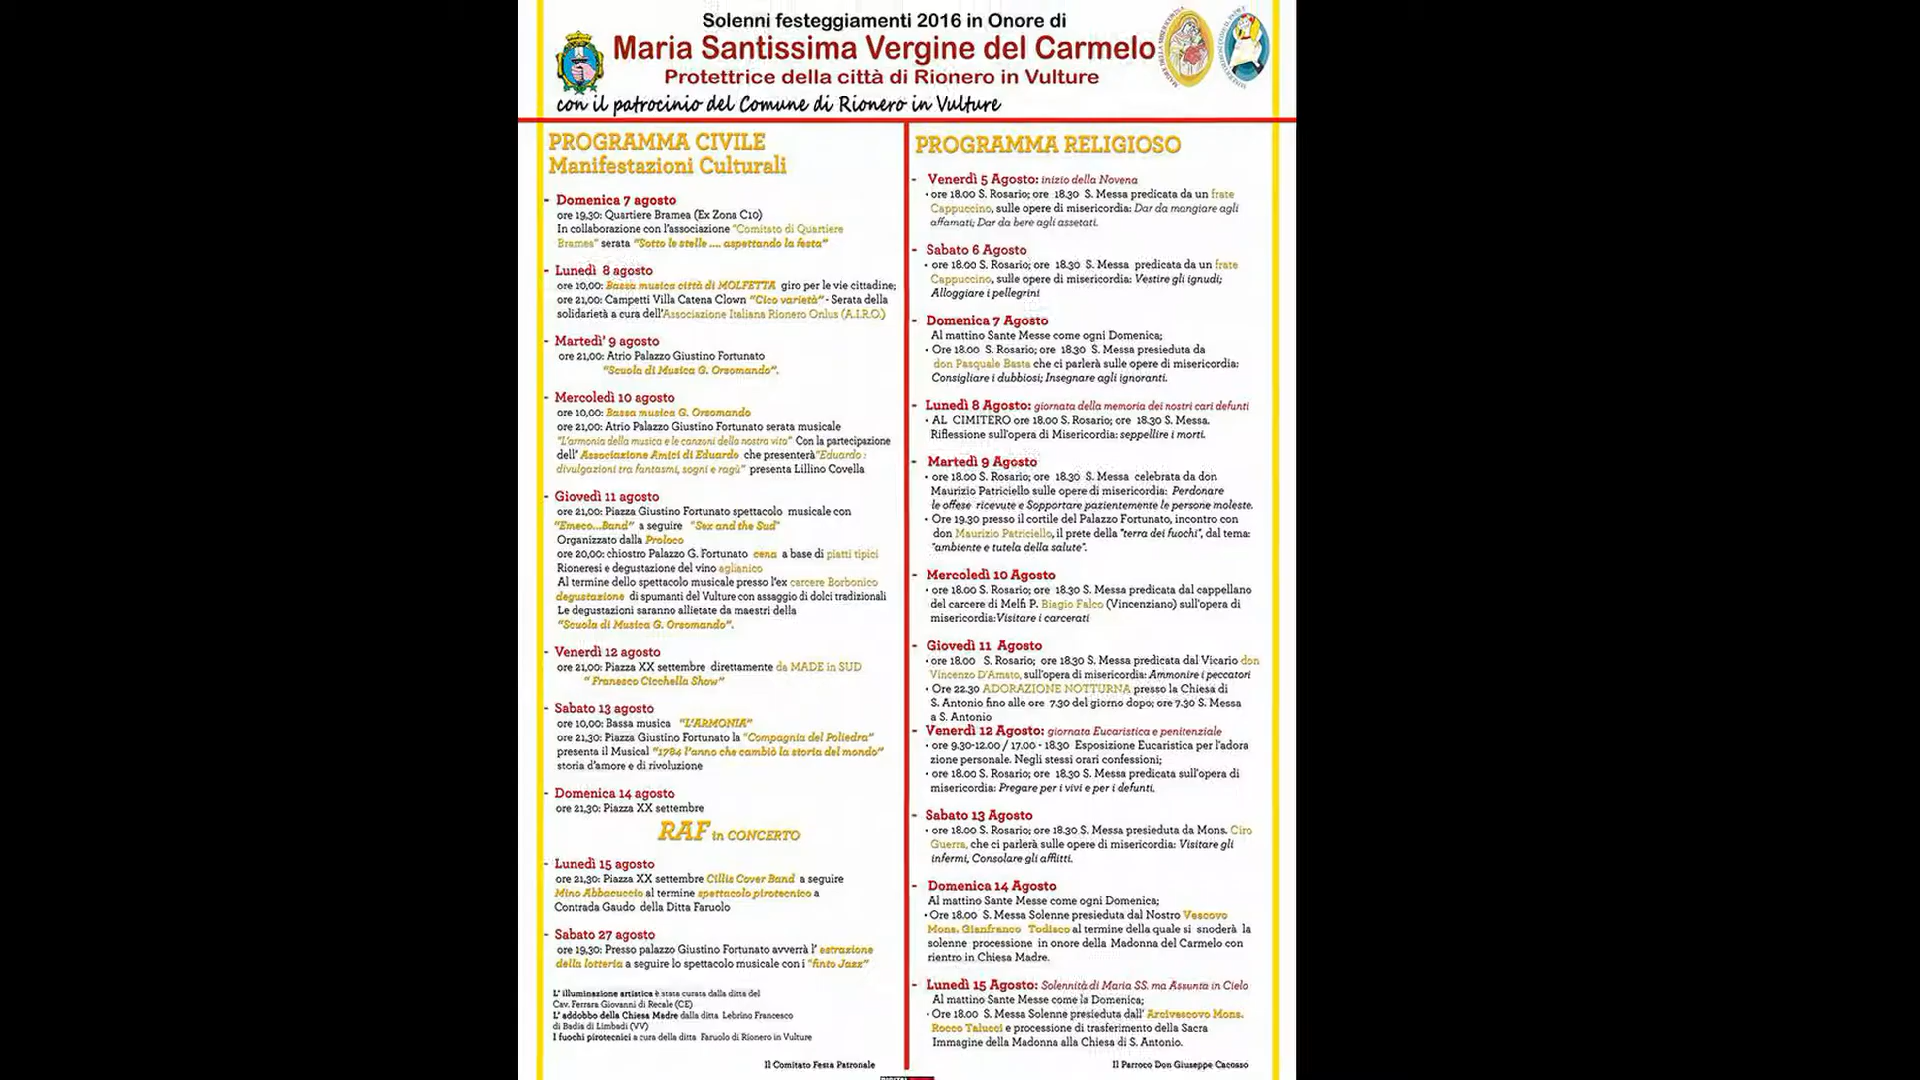 Solenni festeggiamenti 2016 in Onore di
Maria Santissima Vergine del Carmelo
Protettrice della città di Rionero in Vulture
con il patrocinio del Comune di Rionero in Vulture
PROGRAMMA CIVILE
Manifestazioni Culturali
- Domenica 7 agosto
ore 19,30: Quartiere Bramea (Ex Zona C10)
In collaborazione con l'associazione "Comitato di Quartiere
Bramea" serata "Sotto le stelle .... aspettando la festa"
- Lunedì 8 agosto
ore 10,00: Bassa musica città di MOLFETTA giro per le vie cittadine;
ore 21,00: Campetti Villa Catena Clown "Cico varietà" - Serata della
solidarietà a cura dell'Associazione Italiana Rionero Onlus (A.I.R.O.)
- Martedì' 9 agosto
ore 21,00: Atrio Palazzo Giustino Fortunato
"Scuola di Musica G. Orsomando".
- Mercoledì 10 agosto
ore 10,00: Bassa musica G. Orsomando
ore 21,00: Atrio Palazzo Giustino Fortunato serata musicale
"L'armonia della musica e le canzoni della nostra vita" Con la partecipazione
dell' Associazione Amici di Eduardo che presenterà "Eduardo :
divulgazioni tra fantasmi, sogni e ragù" presenta Lillino Covella
- Giovedì 11 agosto
ore 21,00: Piazza Giustino Fortunato spettacolo musicale con
"Emeco...Band" a seguire "Sex and the Sud"
Organizzato dalla Proloco
ore 20,00: chiostro Palazzo G. Fortunato cena a base di piatti tipici
Rioneresi e degustazione del vino aglianico
Al termine dello spettacolo musicale presso l'ex carcere Borbonico
degustazione di spumanti del Vulture con assaggio di dolci tradizionali
Le degustazioni saranno allietate da maestri della
"Scuola di Musica G. Orsomando".
- Venerdì 12 agosto
ore 21,00: Piazza XX settembre direttamente da MADE in SUD
" Fransesco Cicchella Show"
- Sabato 13 agosto
ore 10,00: Bassa musica "L'ARMONIA"
ore 21,30: Piazza Giustino Fortunato la "Compagnia del Poliedra"
presenta il Musical "1784 l'anno che cambiò la storia del mondo"
storia d'amore e di rivoluzione
- Domenica 14 agosto
ore 21,30: Piazza XX settembre
RAF in CONCERTO
- Lunedì 15 agosto
ore 21,30: Piazza XX settembre Cillis Cover Band a seguire
Mino Abbacuccio al termine spettacolo pirotecnico a
Contrada Gaudo della Ditta Faruolo
- Sabato 27 agosto
ore 19,30: Presso palazzo Giustino Fortunato avverrà l' estrazione
della lotteria a seguire lo spettacolo musicale con i "finto Jazz"
L' illuminazione artistica è stata curata dalla ditta del
Cav. Ferrara Giovanni di Recale (CE)
L' addobbo della Chiesa Madre dalla ditta Lebrino Francesco
di Badia di Limbadi (VV)
I fuochi pirotecnici a cura della ditta Faruolo di Rionero in Vulture
Il Comitato Festa Patronale
PROGRAMMA RELIGIOSO
- Venerdì 5 Agosto: inizio della Novena
• ore 18.00 S. Rosario; ore 18.30 S. Messa predicata da un frate
Cappuccino, sulle opere di misericordia: Dar da mangiare agli
affamati; Dar da bere agli assetati.
- Sabato 6 Agosto
• ore 18.00 S. Rosario; ore 18.30 S. Messa predicata da un frate
Cappuccino, sulle opere di misericordia: Vestire gli ignudi;
Alloggiare i pellegrini
- Domenica 7 Agosto
Al mattino Sante Messe come ogni Domenica;
• Ore 18.00 S. Rosario; ore 18.30 S. Messa presieduta da
don Pasquale Basta che ci parlerà sulle opere di misericordia:
Consigliare i dubbiosi; Insegnare agli ignoranti.
- Lunedì 8 Agosto: giornata della memoria dei nostri cari defunti
• AL CIMITERO ore 18.00 S. Rosario; ore 18.30 S. Messa.
Riflessione sull'opera di Misericordia: seppellire i morti.
- Martedì 9 Agosto
• ore 18.00 S. Rosario; ore 18.30 S. Messa celebrata da don
Maurizio Patriciello sulle opere di misericordia: Perdonare
le offese ricevute e Sopportare pazientemente le persone moleste.
• Ore 19.30 presso il cortile del Palazzo Fortunato, incontro con
don Maurizio Patriciello, il prete della "terra dei fuochi", dal tema:
"ambiente e tutela della salute".
- Mercoledì 10 Agosto
• ore 18.00 S. Rosario; ore 18.30 S. Messa predicata dal cappellano
del carcere di Melfi P. Biagio Falco (Vincenziano) sull'opera di
misericordia: Visitare i carcerati
- Giovedì 11 Agosto
• ore 18.00 S. Rosario; ore 18.30 S. Messa predicata dal Vicario don
Vincenzo D'Amato, sull'opera di misericordia: Ammonire i peccatori
• Ore 22.30 ADORAZIONE NOTTURNA presso la Chiesa di
S. Antonio fino alle ore 7.30 del giorno dopo; ore 7.30 S. Messa
a S. Antonio
- Venerdì 12 Agosto: giornata Eucaristica e penitenziale
• ore 9.30-12.00 / 17.00 - 18.30 Esposizione Eucaristica per l'adora
zione personale. Negli stessi orari confessioni;
• ore 18.00 S. Rosario; ore 18.30 S. Messa predicata sull'opera di
misericordia: Pregare per i vivi e per i defunti.
- Sabato 13 Agosto
• ore 18.00 S. Rosario; ore 18.30 S. Messa presieduta da Mons. Ciro
Guerra, che ci parlerà sulle opere di misericordia: Visitare gli
infermi, Consolare gli afflitti.
- Domenica 14 Agosto
Al mattino Sante Messe come ogni Domenica;
• Ore 18.00 S. Messa Solenne presieduta dal Nostro Vescovo
Mons. Gianfranco Todisco al termine della quale si snoderà la
solenne processione in onore della Madonna del Carmelo con
rientro in Chiesa Madre.
- Lunedì 15 Agosto: Solennità di Maria SS. ma Assunta in Cielo
Al mattino Sante Messe come la Domenica;
• Ore 18.00 S. Messa Solenne presieduta dall' Arcivescovo Mons.
Rocco Talucci e processione di trasferimento della Sacra
Immagine della Madonna alla Chiesa di S. Antonio.
Il Parroco Don Giuseppe Cacosso